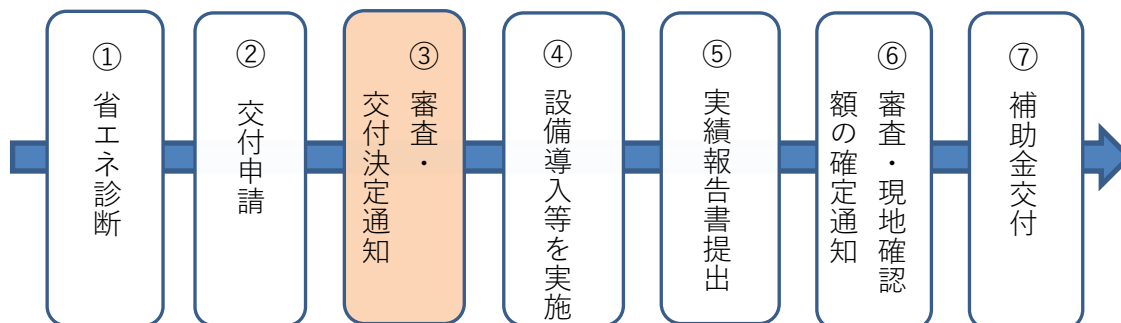 ①
省エネ診断
②
交付申請
③
審査・
交付決定通知
④
設備導入等を実施
⑤
実績報告書提出
⑥
審査・現地確認
額の確定通知
⑦
補助金交付